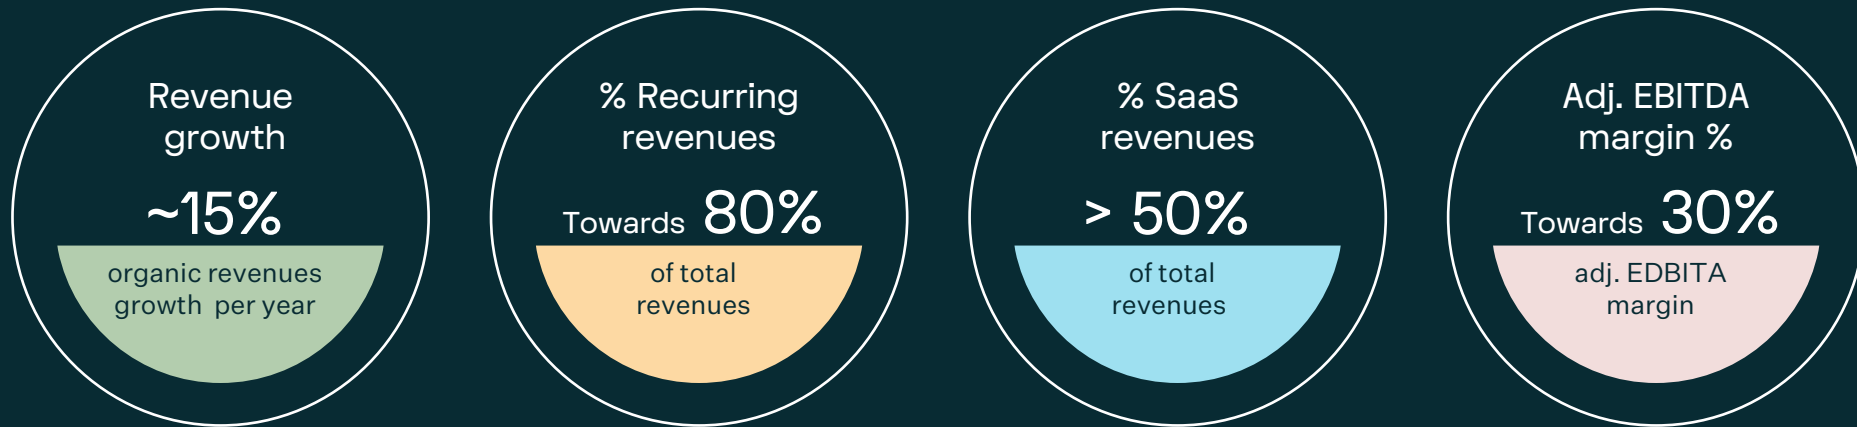 Revenue
growth
~15%
organic revenues
growth per year
% Recurring
revenues
Towards 80%
of total
revenues
% SaaS
revenues
> 50%
of total
revenues
Adj. EBITDA
margin %
Towards 30%
adj. EDBITA
margin